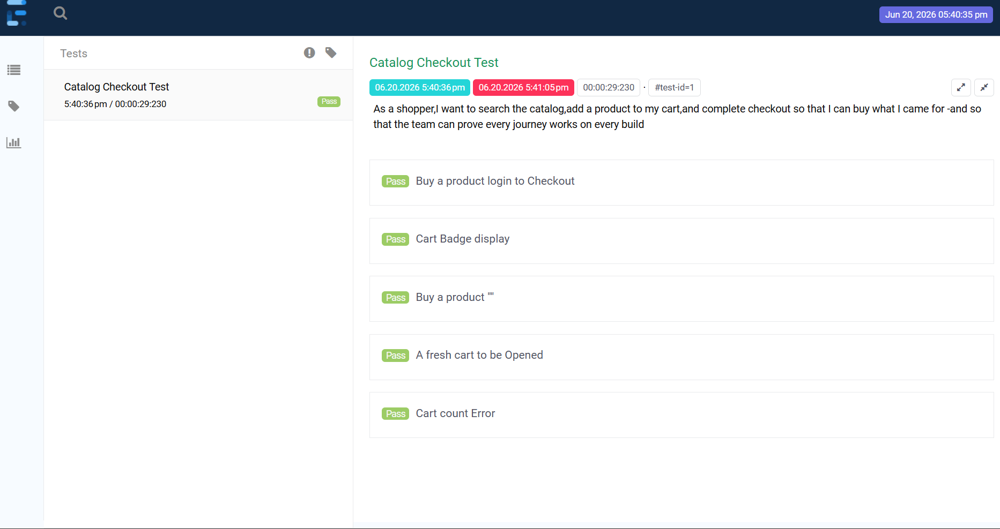 Jun 20, 2026 05:40:35 pm
Tests
Catalog Checkout Test
5:40:36 pm / 00:00:29:230
Pass
Catalog Checkout Test
06.20.2026 5:40:36 pm 06.20.2026 5:41:05 pm 00:00:29:230 · #test-id=1
As a shopper,I want to search the catalog,add a product to my cart,and complete checkout so that I can buy what I came for -and so
that the team can prove every journey works on every build
Pass Buy a product login to Checkout
Pass Cart Badge display
Pass Buy a product ""
Pass A fresh cart to be Opened
Pass Cart count Error